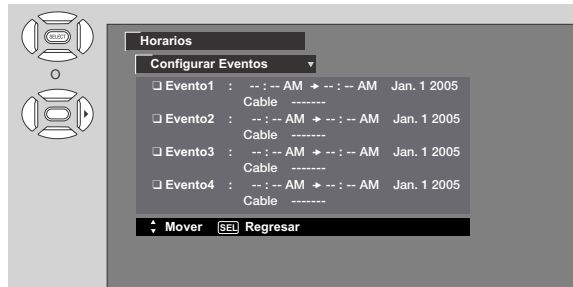 SELECT
O
Horarios
Configurar Eventos ▼
❏ Evento1 : -- : -- AM ➔ -- : -- AM Jan. 1 2005
Cable -------
❏ Evento2 : -- : -- AM ➔ -- : -- AM Jan. 1 2005
Cable -------
❏ Evento3 : -- : -- AM ➔ -- : -- AM Jan. 1 2005
Cable -------
❏ Evento4 : -- : -- AM ➔ -- : -- AM Jan. 1 2005
Cable -------
Mover SEL Regresar